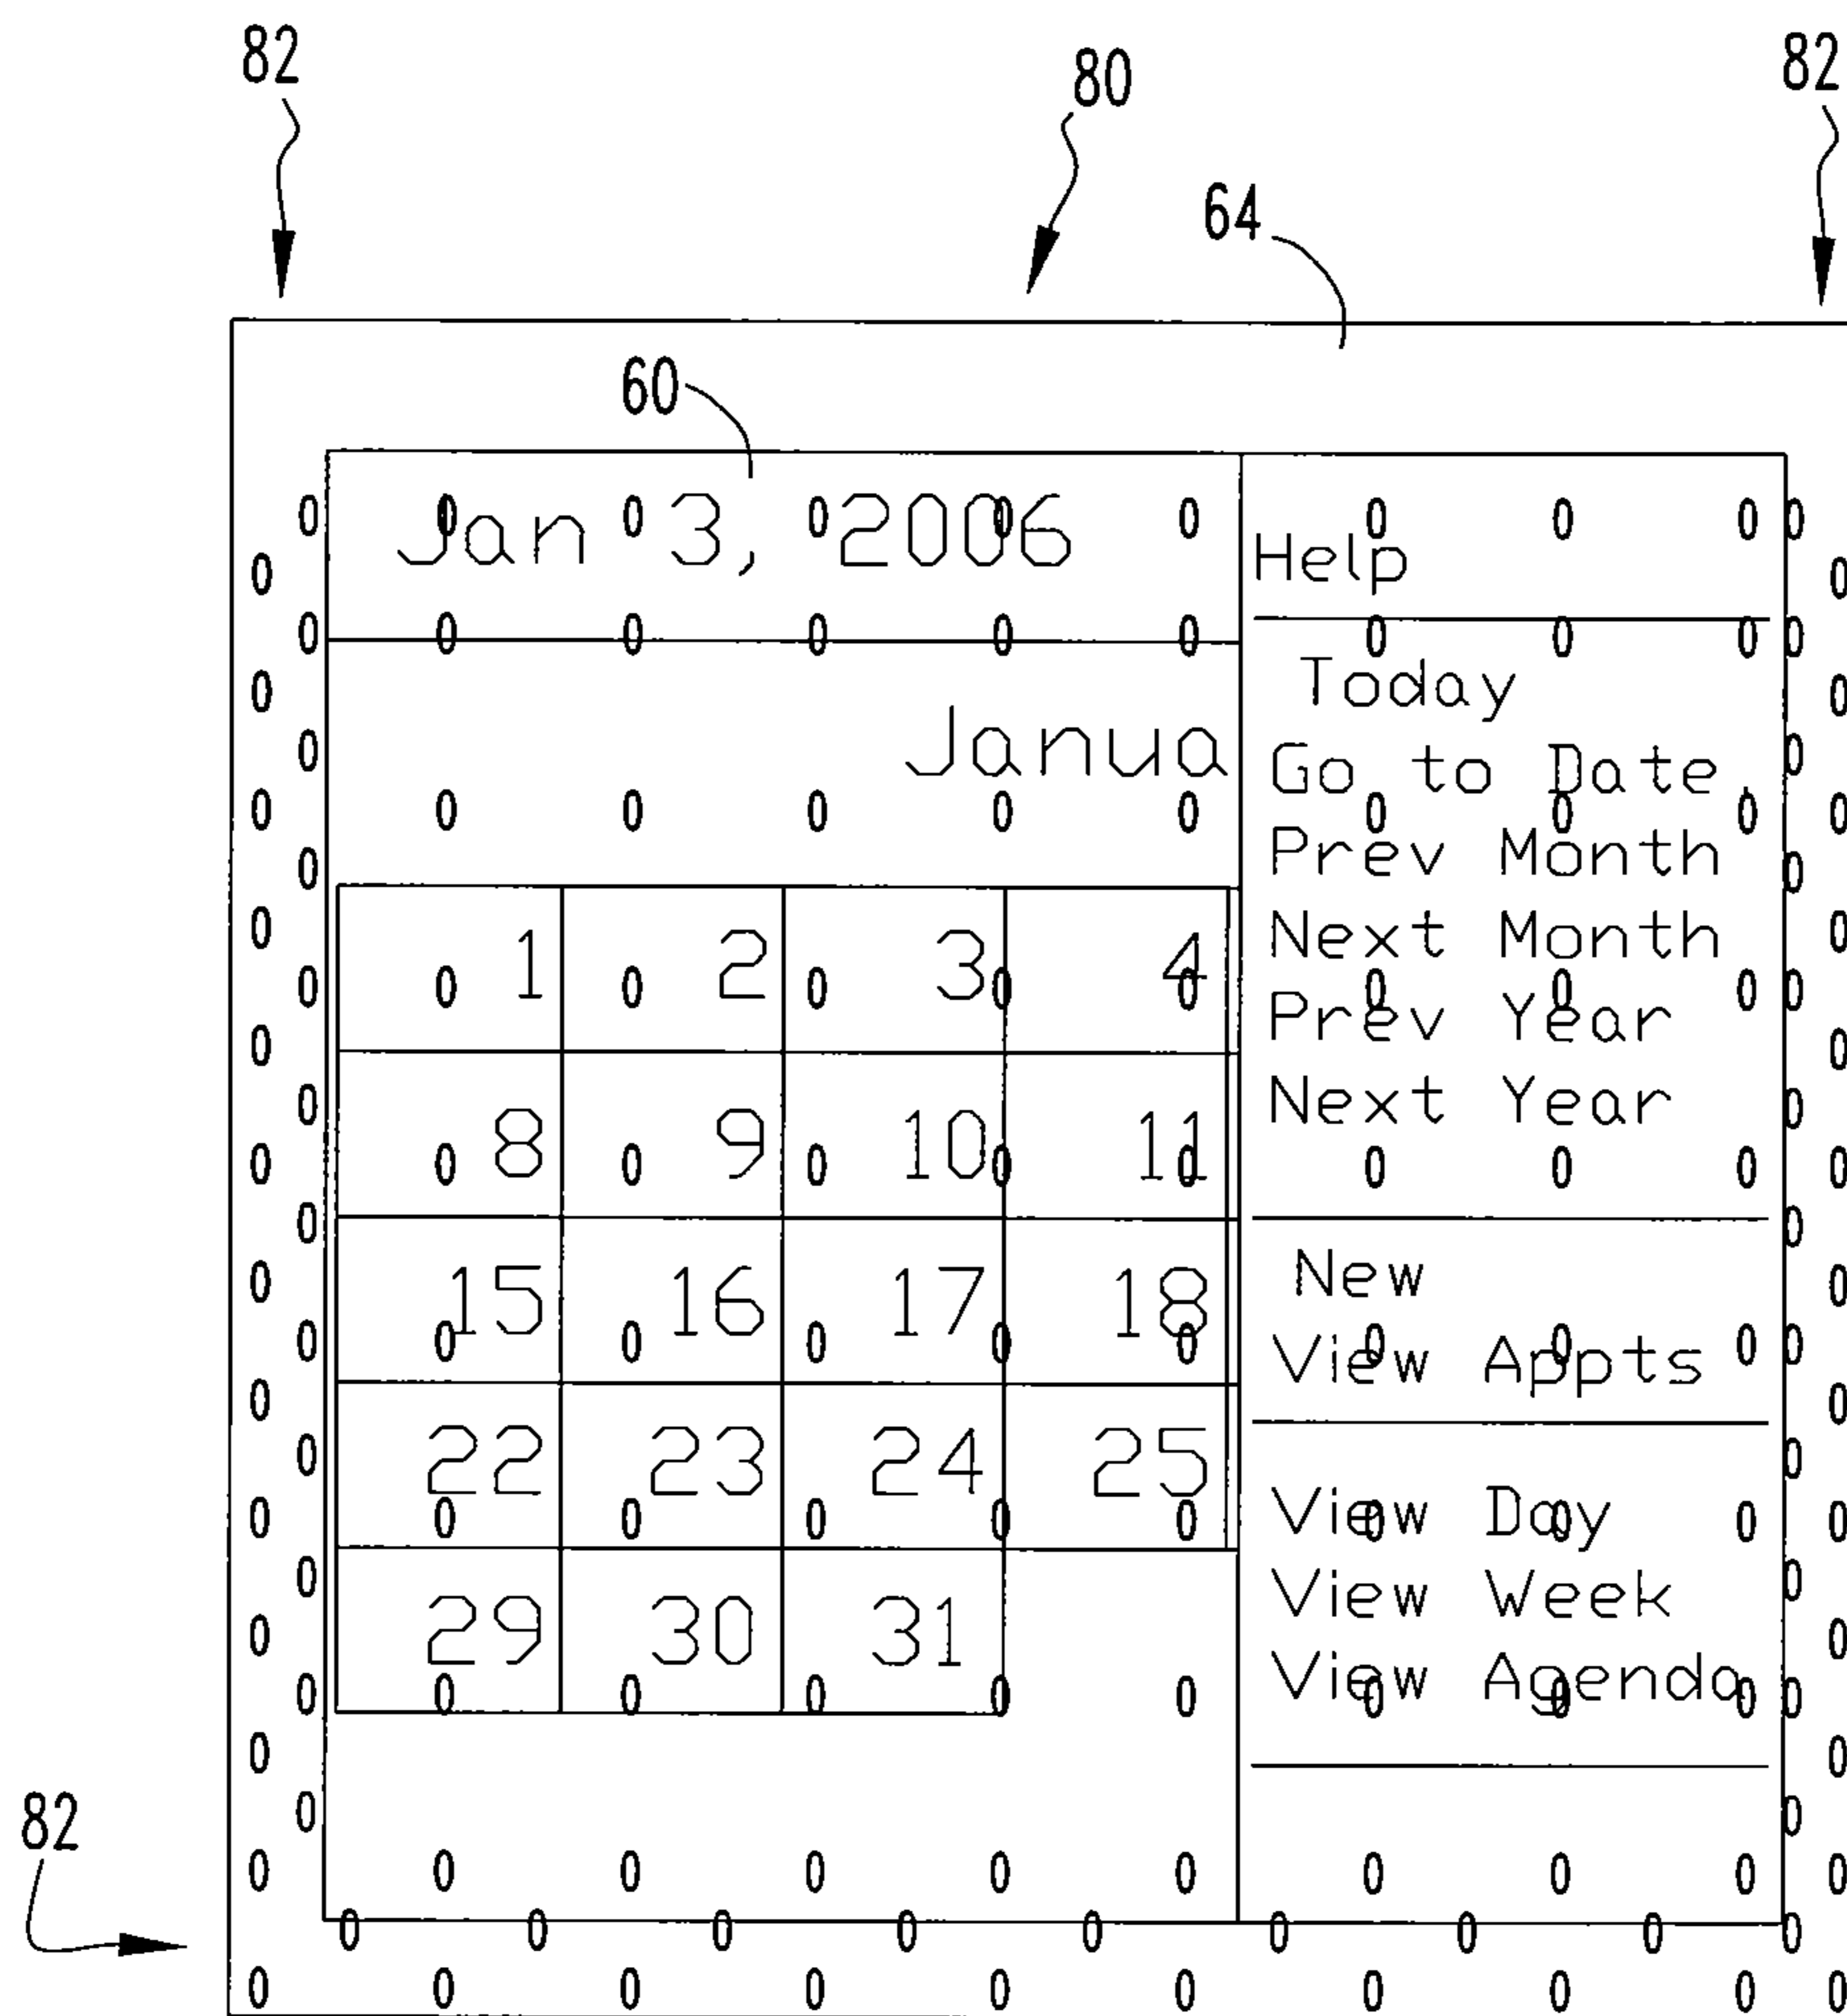 82 80 82
64
60
Jan 3, 2006
Janua
1 2 3 4
8 9 10 11
15 16 17 18
22 23 24 25
29 30 31
Help
Today
Go to Date
Prev Month
Next Month
Prev Year
Next Year
New
View Appts
View Day
View Week
View Agenda
82